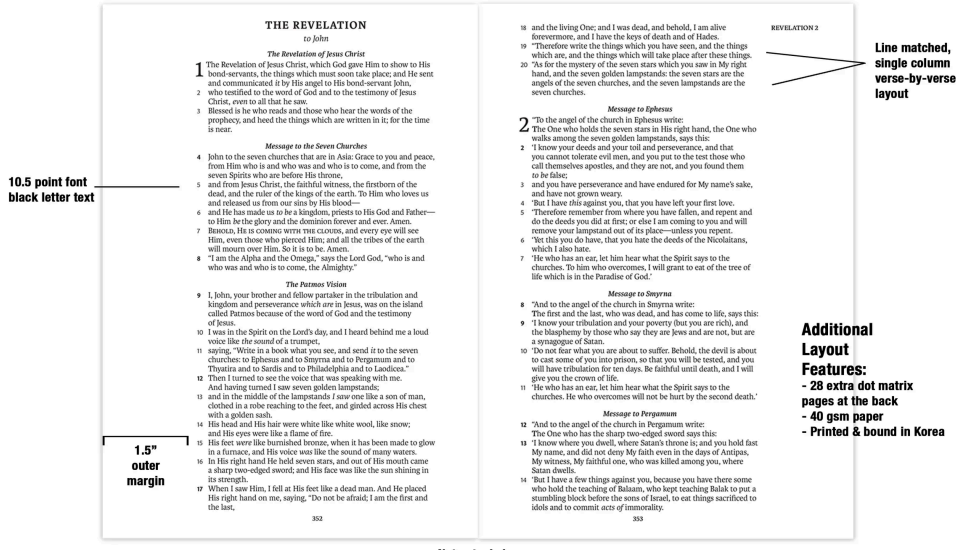 THE REVELATION
to John
The Revelation of Jesus Christ
1 The Revelation of Jesus Christ, which God gave Him to show to His
bond-servants, the things which must soon take place; and He sent
and communicated it by His angel to His bond-servant John,
2 who testified to the word of God and to the testimony of Jesus
Christ, even to all that he saw.
3 Blessed is he who reads and those who hear the words of the
prophecy, and heed the things which are written in it; for the time
is near.
Message to the Seven Churches
4 John to the seven churches that are in Asia: Grace to you and peace,
from Him who is and who was and who is to come, and from the
seven Spirits who are before His throne,
5 and from Jesus Christ, the faithful witness, the firstborn of the
dead, and the ruler of the kings of the earth. To Him who loves us
and released us from our sins by His blood—
6 and He has made us to be a kingdom, priests to His God and Father—
to Him be the glory and the dominion forever and ever. Amen.
7 BEHOLD, HE IS COMING WITH THE CLOUDS, and every eye will see
Him, even those who pierced Him; and all the tribes of the earth
will mourn over Him. So it is to be. Amen.
8 "I am the Alpha and the Omega," says the Lord God, "who is and
who was and who is to come, the Almighty."
The Patmos Vision
9 I, John, your brother and fellow partaker in the tribulation and
kingdom and perseverance which are in Jesus, was on the island
called Patmos because of the word of God and the testimony
of Jesus.
10 I was in the Spirit on the Lord's day, and I heard behind me a loud
voice like the sound of a trumpet,
11 saying, "Write in a book what you see, and send it to the seven
churches: to Ephesus and to Smyrna and to Pergamum and to
Thyatira and to Sardis and to Philadelphia and to Laodicea."
12 Then I turned to see the voice that was speaking with me.
And having turned I saw seven golden lampstands;
13 and in the middle of the lampstands I saw one like a son of man,
clothed in a robe reaching to the feet, and girded across His chest
with a golden sash.
14 His head and His hair were white like white wool, like snow;
and His eyes were like a flame of fire.
15 His feet were like burnished bronze, when it has been made to glow
in a furnace, and His voice was like the sound of many waters.
16 In His right hand He held seven stars, and out of His mouth came
a sharp two-edged sword; and His face was like the sun shining in
its strength.
17 When I saw Him, I fell at His feet like a dead man. And He placed
His right hand on me, saying, "Do not be afraid; I am the first and
the last,
352
REVELATION 2
18 and the living One; and I was dead, and behold, I am alive
forevermore, and I have the keys of death and of Hades.
19 "Therefore write the things which you have seen, and the things
which are, and the things which will take place after these things.
20 "As for the mystery of the seven stars which you saw in My right
hand, and the seven golden lampstands: the seven stars are the
angels of the seven churches, and the seven lampstands are the
seven churches.
Message to Ephesus
2 "To the angel of the church in Ephesus write:
The One who holds the seven stars in His right hand, the One who
walks among the seven golden lampstands, says this:
2 'I know your deeds and your toil and perseverance, and that
you cannot tolerate evil men, and you put to the test those who
call themselves apostles, and they are not, and you found them
to be false;
3 and you have perseverance and have endured for My name's sake,
and have not grown weary.
4 'But I have this against you, that you have left your first love.
5 'Therefore remember from where you have fallen, and repent and
do the deeds you did at first; or else I am coming to you and will
remove your lampstand out of its place—unless you repent.
6 'Yet this you do have, that you hate the deeds of the Nicolaitans,
which I also hate.
7 'He who has an ear, let him hear what the Spirit says to the
churches. To him who overcomes, I will grant to eat of the tree of
life which is in the Paradise of God.'
Message to Smyrna
8 "And to the angel of the church in Smyrna write:
The first and the last, who was dead, and has come to life, says this:
9 'I know your tribulation and your poverty (but you are rich), and
the blasphemy by those who say they are Jews and are not, but are
a synagogue of Satan.
10 'Do not fear what you are about to suffer. Behold, the devil is about
to cast some of you into prison, so that you will be tested, and you
will have tribulation for ten days. Be faithful until death, and I will
give you the crown of life.
11 'He who has an ear, let him hear what the Spirit says to the
churches. He who overcomes will not be hurt by the second death.'
Message to Pergamum
12 "And to the angel of the church in Pergamum write:
The One who has the sharp two-edged sword says this:
13 'I know where you dwell, where Satan's throne is; and you hold fast
My name, and did not deny My faith even in the days of Antipas,
My witness, My faithful one, who was killed among you, where
Satan dwells.
14 'But I have a few things against you, because you have there some
who hold the teaching of Balaam, who kept teaching Balak to put a
stumbling block before the sons of Israel, to eat things sacrificed to
idols and to commit acts of immorality.
353
10.5 point font
black letter text
1.5"
outer
margin
Line matched,
single column
verse-by-verse
layout
Additional
Layout
Features:
- 28 extra dot matrix
pages at the back
- 40 gsm paper
- Printed & bound in Korea